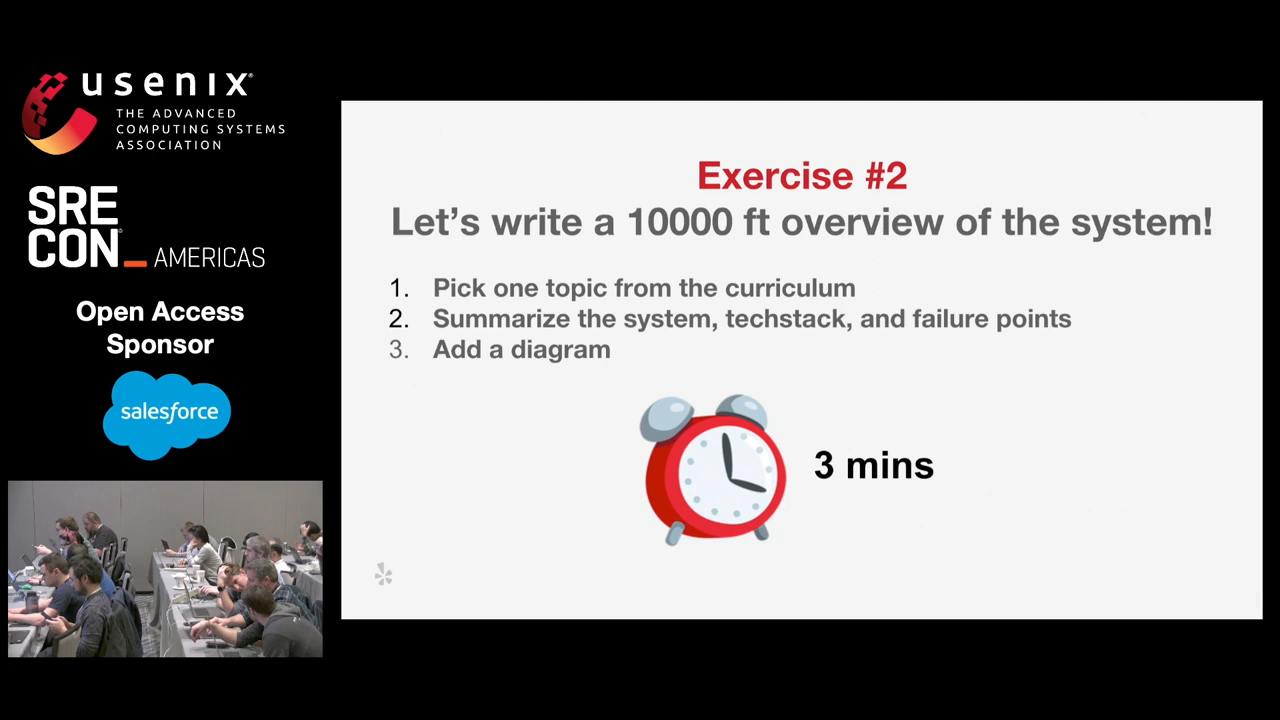 usenix®
THE ADVANCED
COMPUTING SYSTEMS
ASSOCIATION
SRE
CON_AMERICAS
Open Access
Sponsor
salesforce
Exercise #2
Let's write a 10000 ft overview of the system!
1. Pick one topic from the curriculum
2. Summarize the system, techstack, and failure points
3. Add a diagram
3 mins